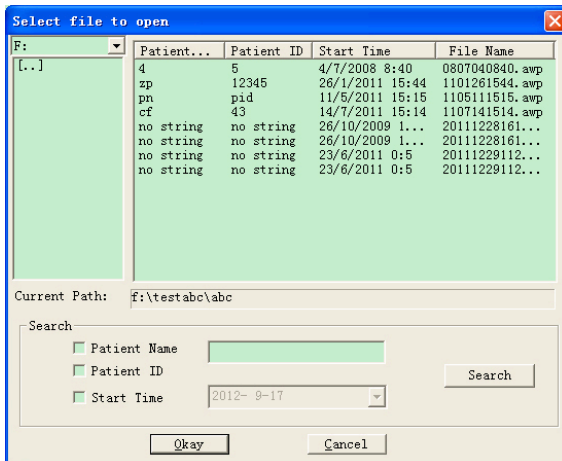 Select file to open
F:
[..]
Patient... Patient ID Start Time File Name
4 5 4/7/2008 8:40 0807040840.awp
zp 12345 26/1/2011 15:44 1101261544.awp
pn pid 11/5/2011 15:15 1105111515.awp
cf 43 14/7/2011 15:14 1107141514.awp
no string no string 26/10/2009 1... 20111228161...
no string no string 26/10/2009 1... 20111228161...
no string no string 23/6/2011 0:5 20111229112...
no string no string 23/6/2011 0:5 20111229112...
Current Path: f:\testabc\abc
Search
Patient Name
Patient ID
Search
Start Time 2012- 9-17
Okay Cancel